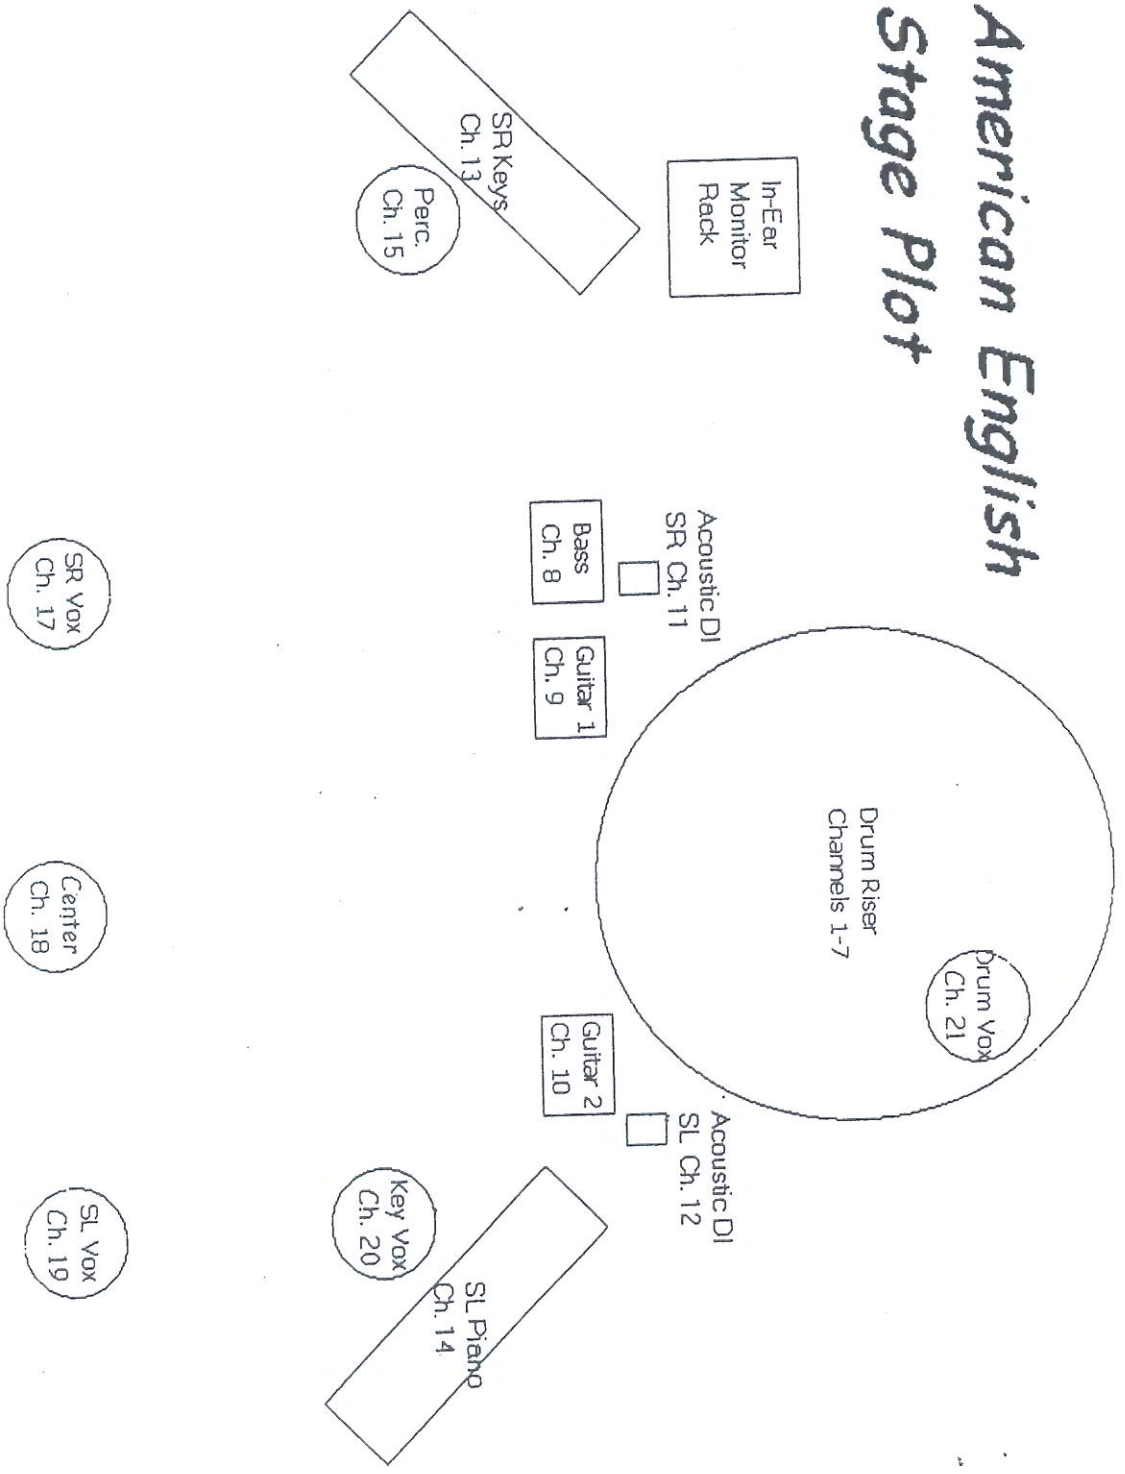 American English
Stage Plot
In-Ear
Monitor
Rack
SR Keys
Ch. 13
Perc.
Ch. 15
Acoustic DI
SR Ch. 11
Bass
Ch. 8
Guitar 1
Ch. 9
Drum Riser
Channels 1-7
Drum Vox
Ch. 21
Guitar 2
Ch. 10
Acoustic DI
SL Ch. 12
Key Vox
Ch. 20
SL Piano
Ch. 14
SR Vox
Ch. 17
Center
Ch. 18
SL Vox
Ch. 19